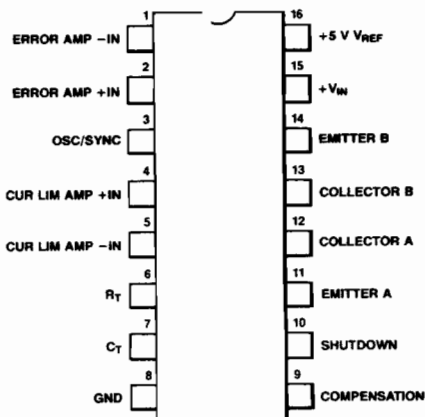 1 16
ERROR AMP −IN +5 V VREF
2 15
ERROR AMP +IN +VIN
3 14
OSC/SYNC EMITTER B
4 13
CUR LIM AMP +IN COLLECTOR B
5 12
CUR LIM AMP −IN COLLECTOR A
6 11
RT EMITTER A
7 10
CT SHUTDOWN
8 9
GND COMPENSATION